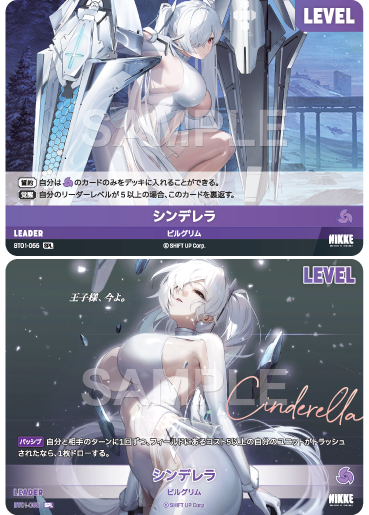 LEVEL
SAMPLE
誓約 自分は のカードのみをデッキに入れることができる。
覚醒 自分のリーダーレベルが5以上の場合、このカードを裏返す。
シンデレラ
LEADER
ピルグリム
BT01-056 SPL
©SHIFT UP Corp.
NIKKE
LEVEL
王子様、今よ。
SAMPLE
Cinderella
パッシブ 自分と相手のターンに1回ずつ、フィールドにあるコスト5以上の自分のユニットがトラッシュ
されたなら、1枚ドローする。
シンデレラ
LEADER
ピルグリム
©SHIFT UP Corp.
NIKKE